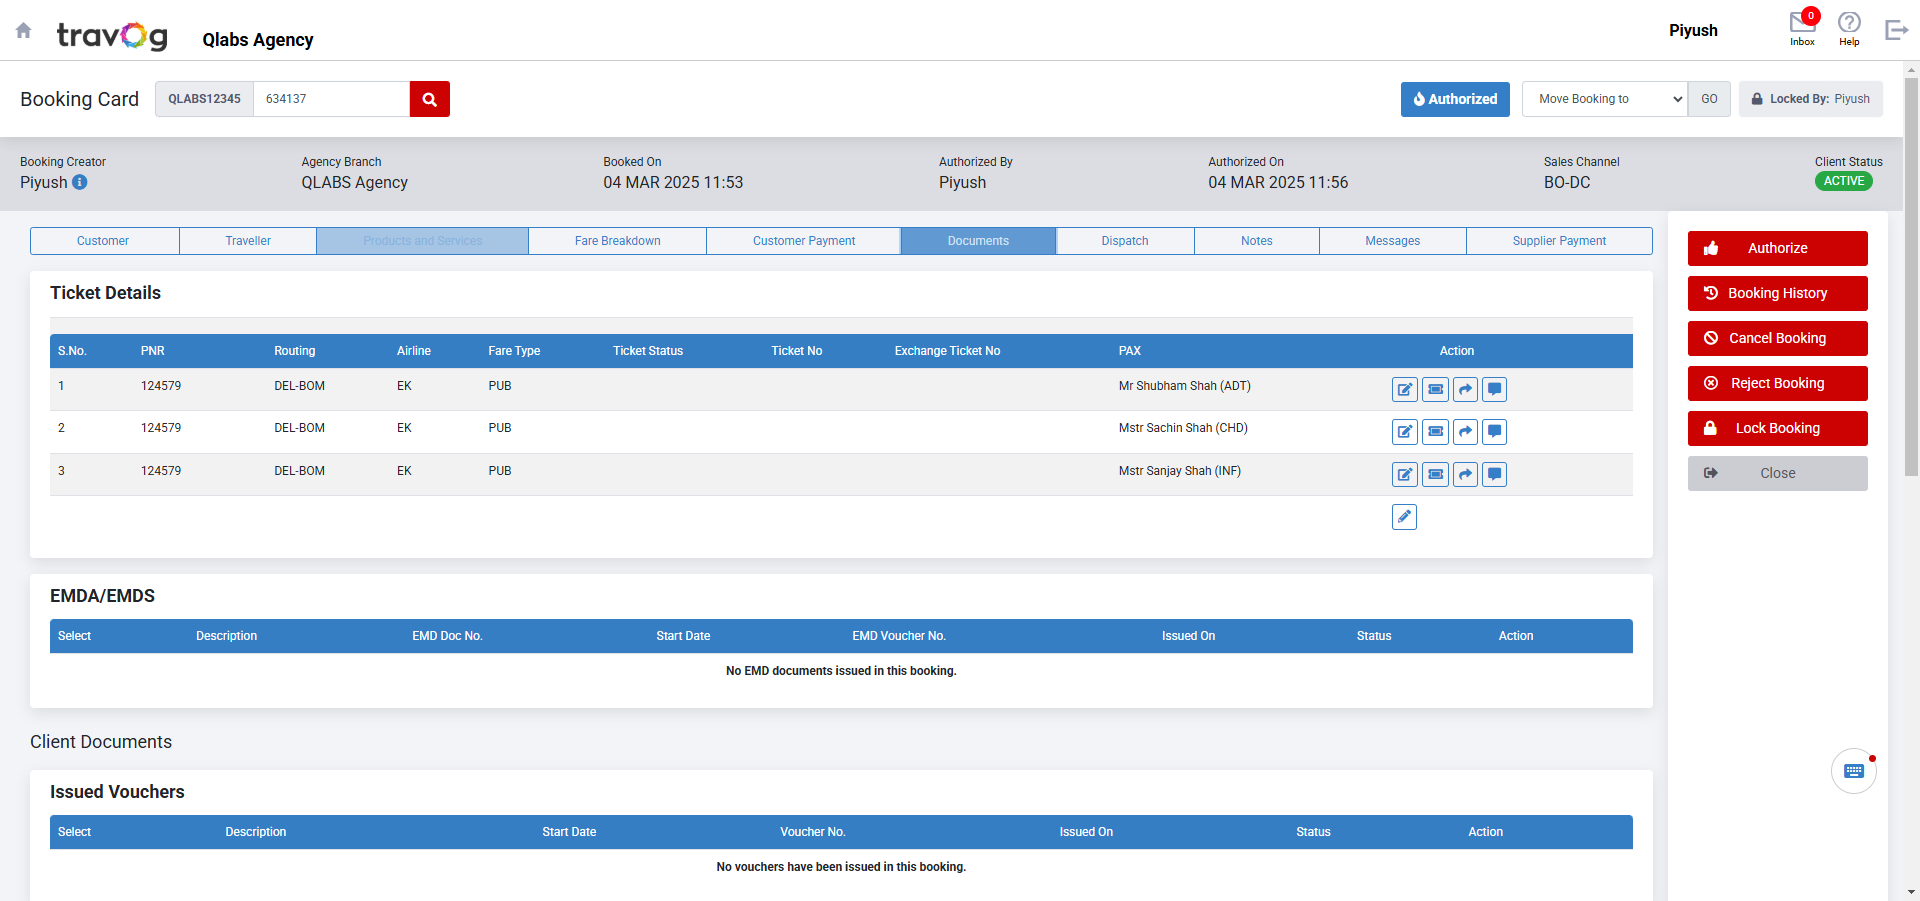 travog
Qlabs Agency
Piyush
0
Inbox
Help
Booking Card
QLABS12345
634137
Authorized
Move Booking to
GO
Locked By: Piyush
Booking Creator
Piyush
Agency Branch
QLABS Agency
Booked On
04 MAR 2025 11:53
Authorized By
Piyush
Authorized On
04 MAR 2025 11:56
Sales Channel
BO-DC
Client Status
ACTIVE
Customer
Traveller
Products and Services
Fare Breakdown
Customer Payment
Documents
Dispatch
Notes
Messages
Supplier Payment
Authorize
Booking History
Cancel Booking
Reject Booking
Lock Booking
Close
Ticket Details
S.No. PNR Routing Airline Fare Type Ticket Status Ticket No Exchange Ticket No PAX Action
1 124579 DEL-BOM EK PUB Mr Shubham Shah (ADT)
2 124579 DEL-BOM EK PUB Mstr Sachin Shah (CHD)
3 124579 DEL-BOM EK PUB Mstr Sanjay Shah (INF)
EMDA/EMDS
Select Description EMD Doc No. Start Date EMD Voucher No. Issued On Status Action
No EMD documents issued in this booking.
Client Documents
Issued Vouchers
Select Description Start Date Voucher No. Issued On Status Action
No vouchers have been issued in this booking.